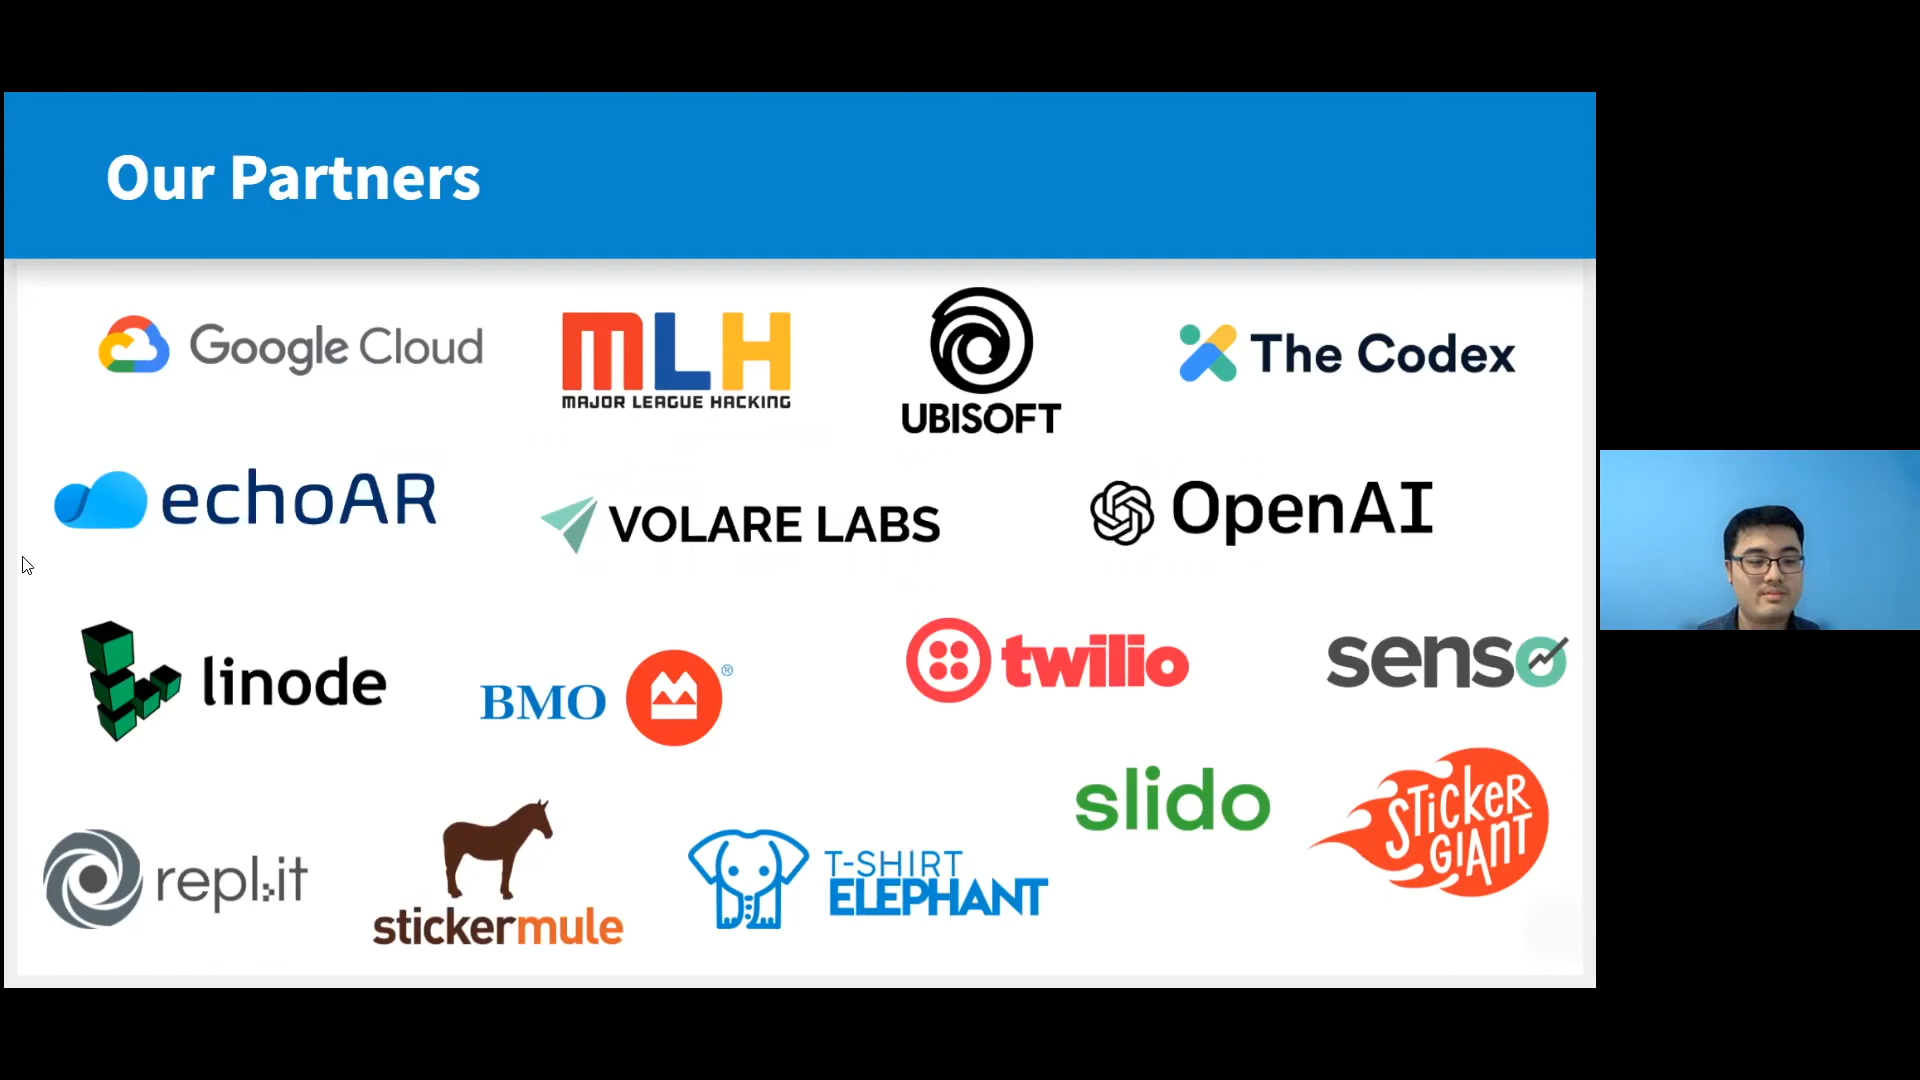 Our Partners
Google Cloud
MLH
MAJOR LEAGUE HACKING
UBISOFT
The Codex
echoAR
VOLARE LABS
OpenAI
linode
BMO ®
twilio
senso
repl.it
stickermule
T-SHIRT
ELEPHANT
slido
STICKER
GIANT